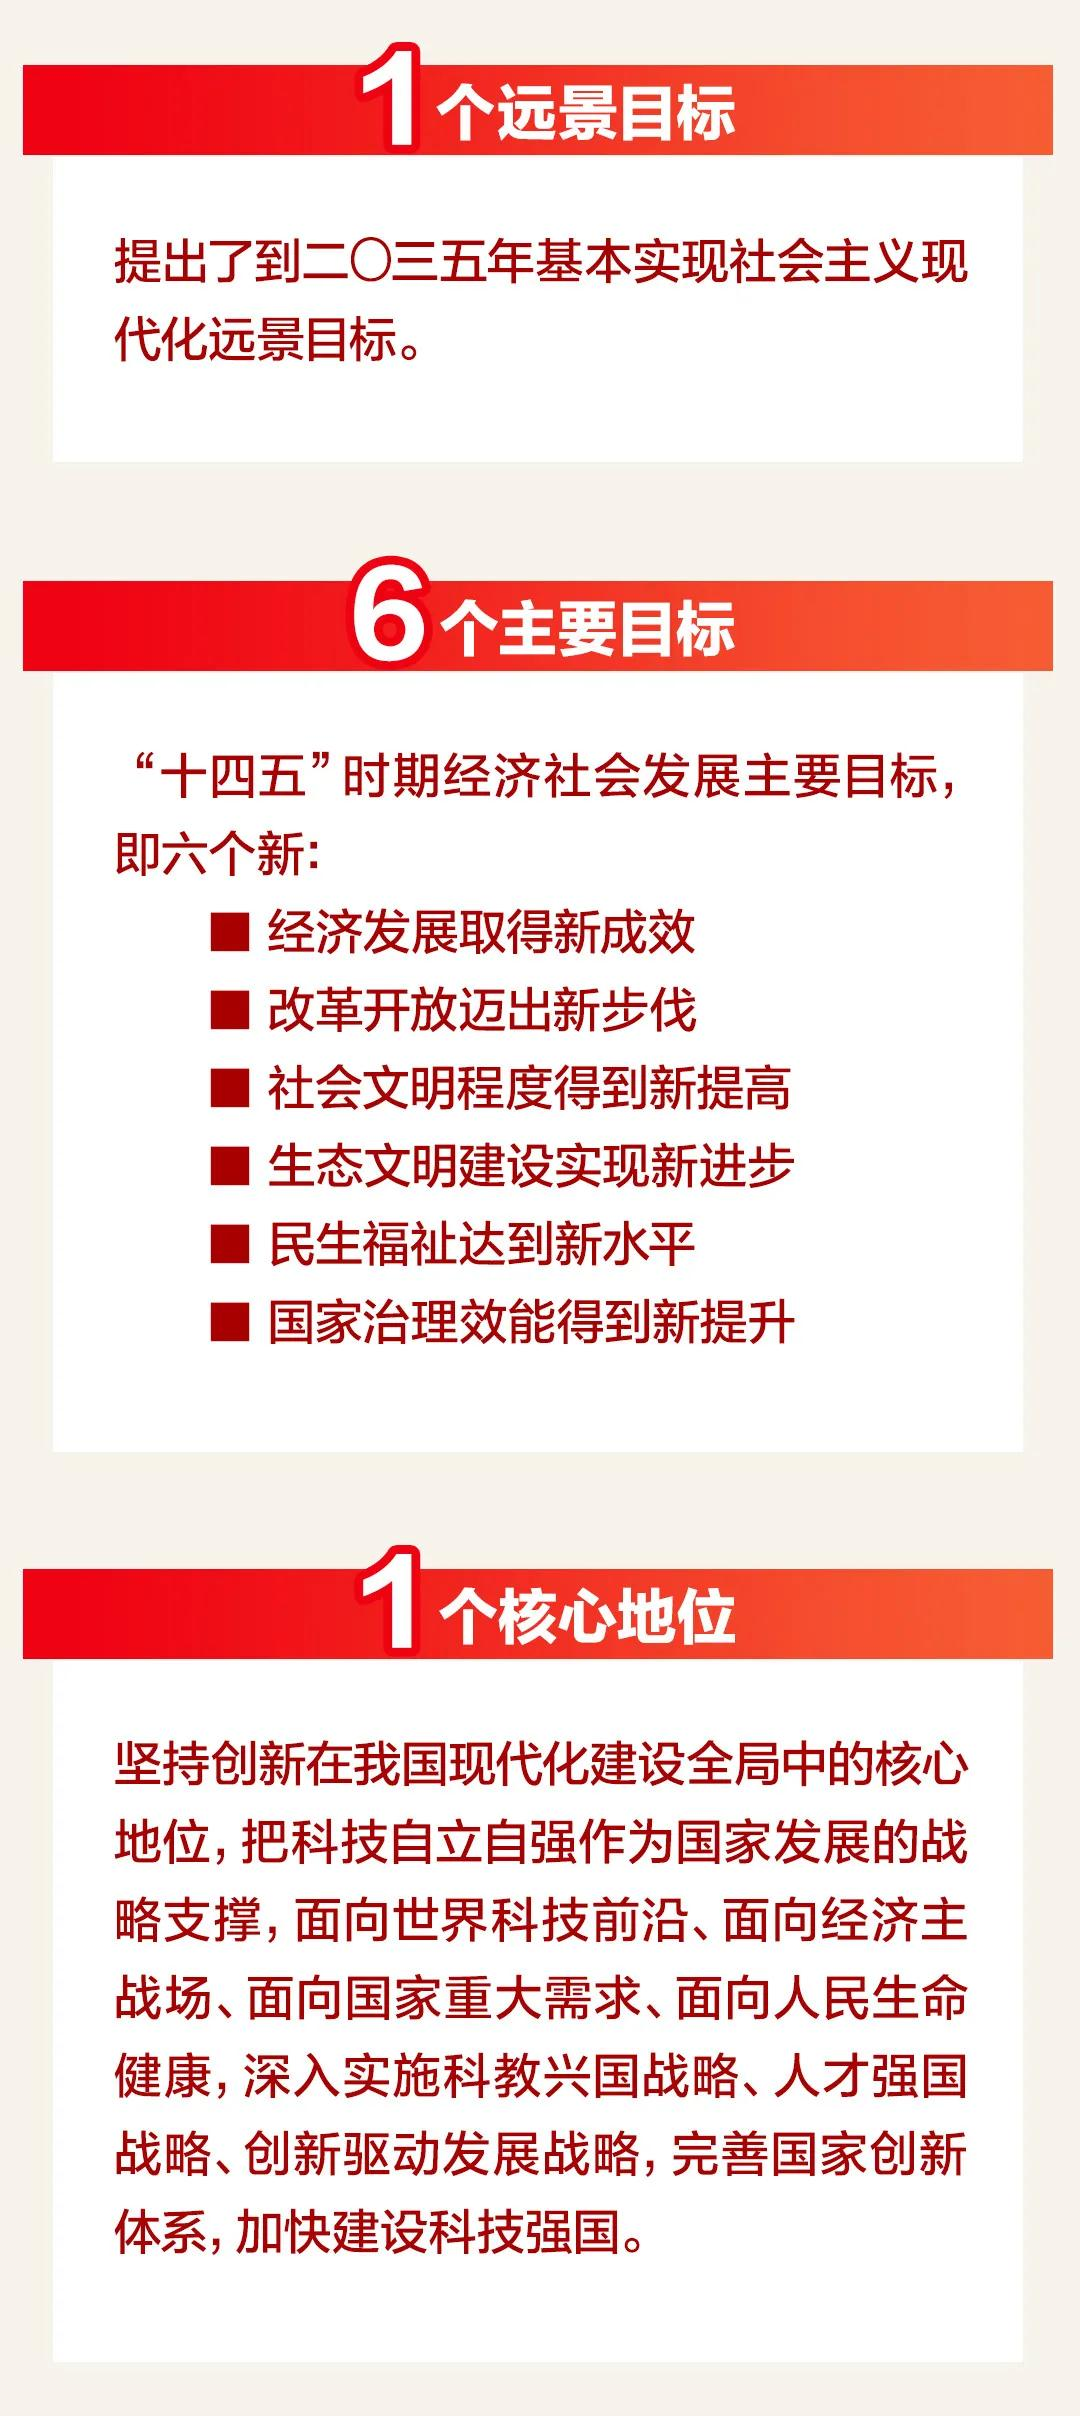 1个远景目标
提出了到二〇三五年基本实现社会主义现
代化远景目标。
6个主要目标
“十四五”时期经济社会发展主要目标，
即六个新：
■ 经济发展取得新成效
■ 改革开放迈出新步伐
■ 社会文明程度得到新提高
■ 生态文明建设实现新进步
■ 民生福祉达到新水平
■ 国家治理效能得到新提升
1个核心地位
坚持创新在我国现代化建设全局中的核心
地位，把科技自立自强作为国家发展的战
略支撑，面向世界科技前沿、面向经济主
战场、面向国家重大需求、面向人民生命
健康，深入实施科教兴国战略、人才强国
战略、创新驱动发展战略，完善国家创新
体系，加快建设科技强国。